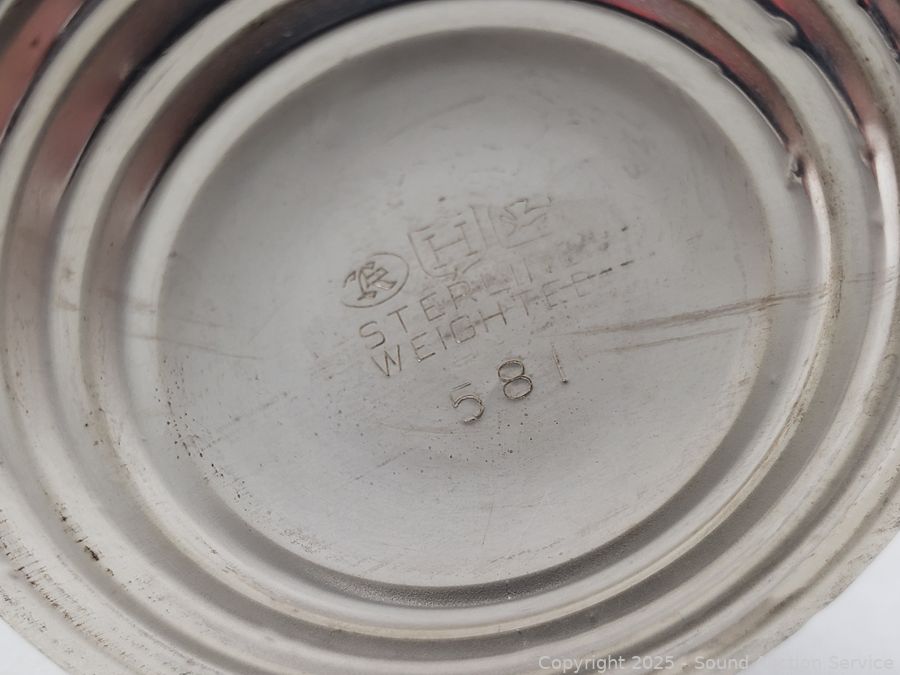 R H
STERLING
WEIGHTED
581
Copyright 2025 - Sound Auction Service